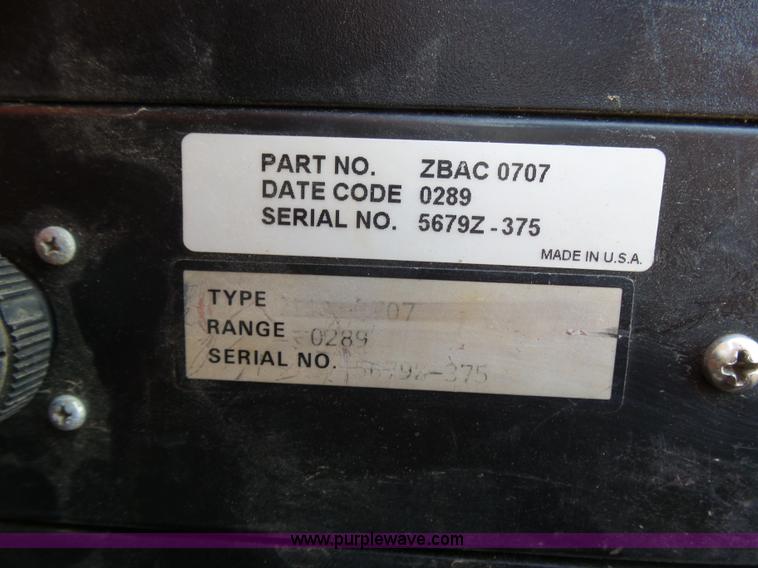 PART NO. ZBAC 0707
DATE CODE 0289
SERIAL NO. 5679Z-375
MADE IN U.S.A.
TYPE
RANGE 0289
SERIAL NO.
www.purplewave.com